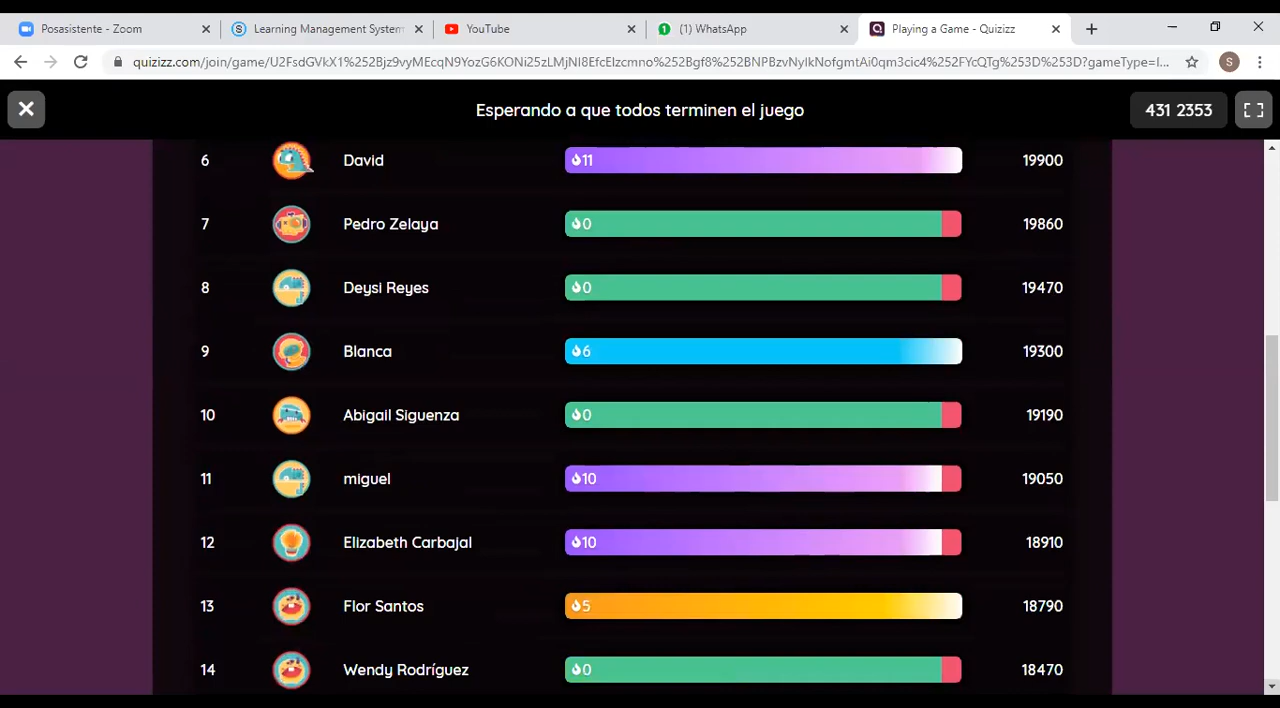 Posasistente - Zoom
Learning Management System
YouTube
(1) WhatsApp
Playing a Game - Quizizz
Esperando a que todos terminen el juego
431 2353
6 David 11 19900
7 Pedro Zelaya 0 19860
8 Deysi Reyes 0 19470
9 Blanca 6 19300
10 Abigail Siguenza 0 19190
11 miguel 10 19050
12 Elizabeth Carbajal 10 18910
13 Flor Santos 5 18790
14 Wendy Rodríguez 0 18470